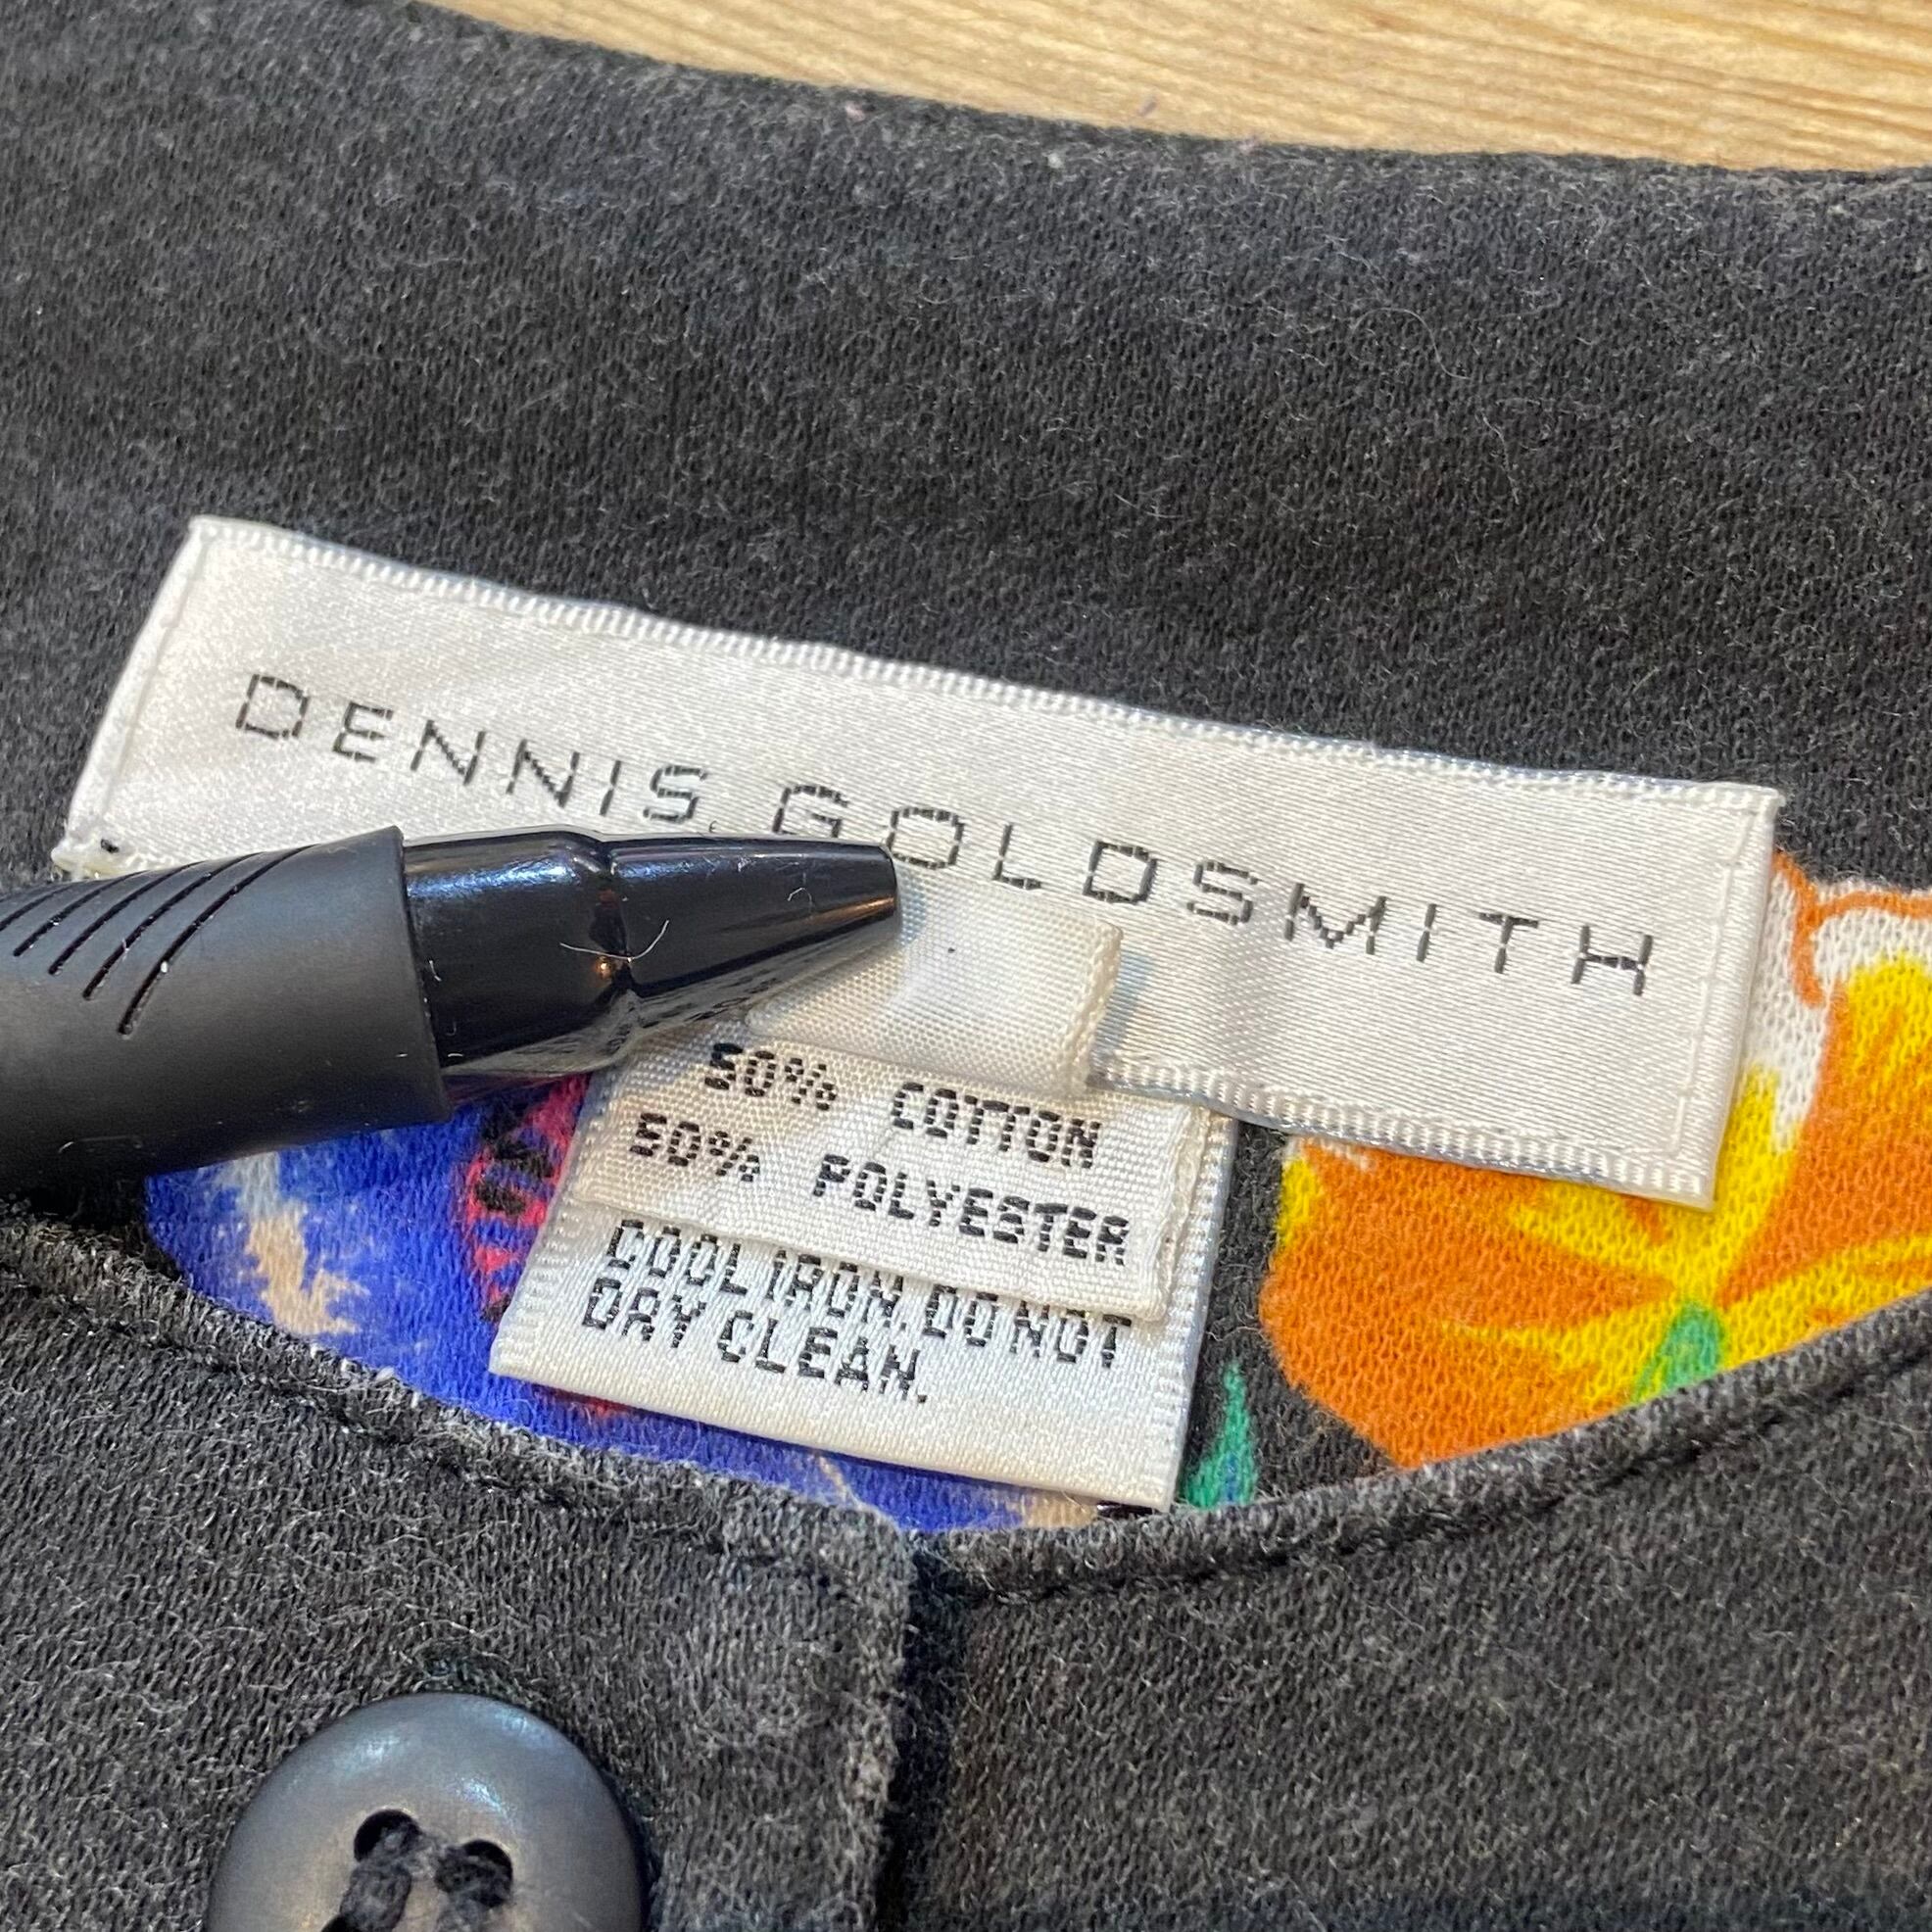 DENNIS GOLDSMITH
50% COTTON
50% POLYESTER
COOL IRON. DO NOT
DRY CLEAN.